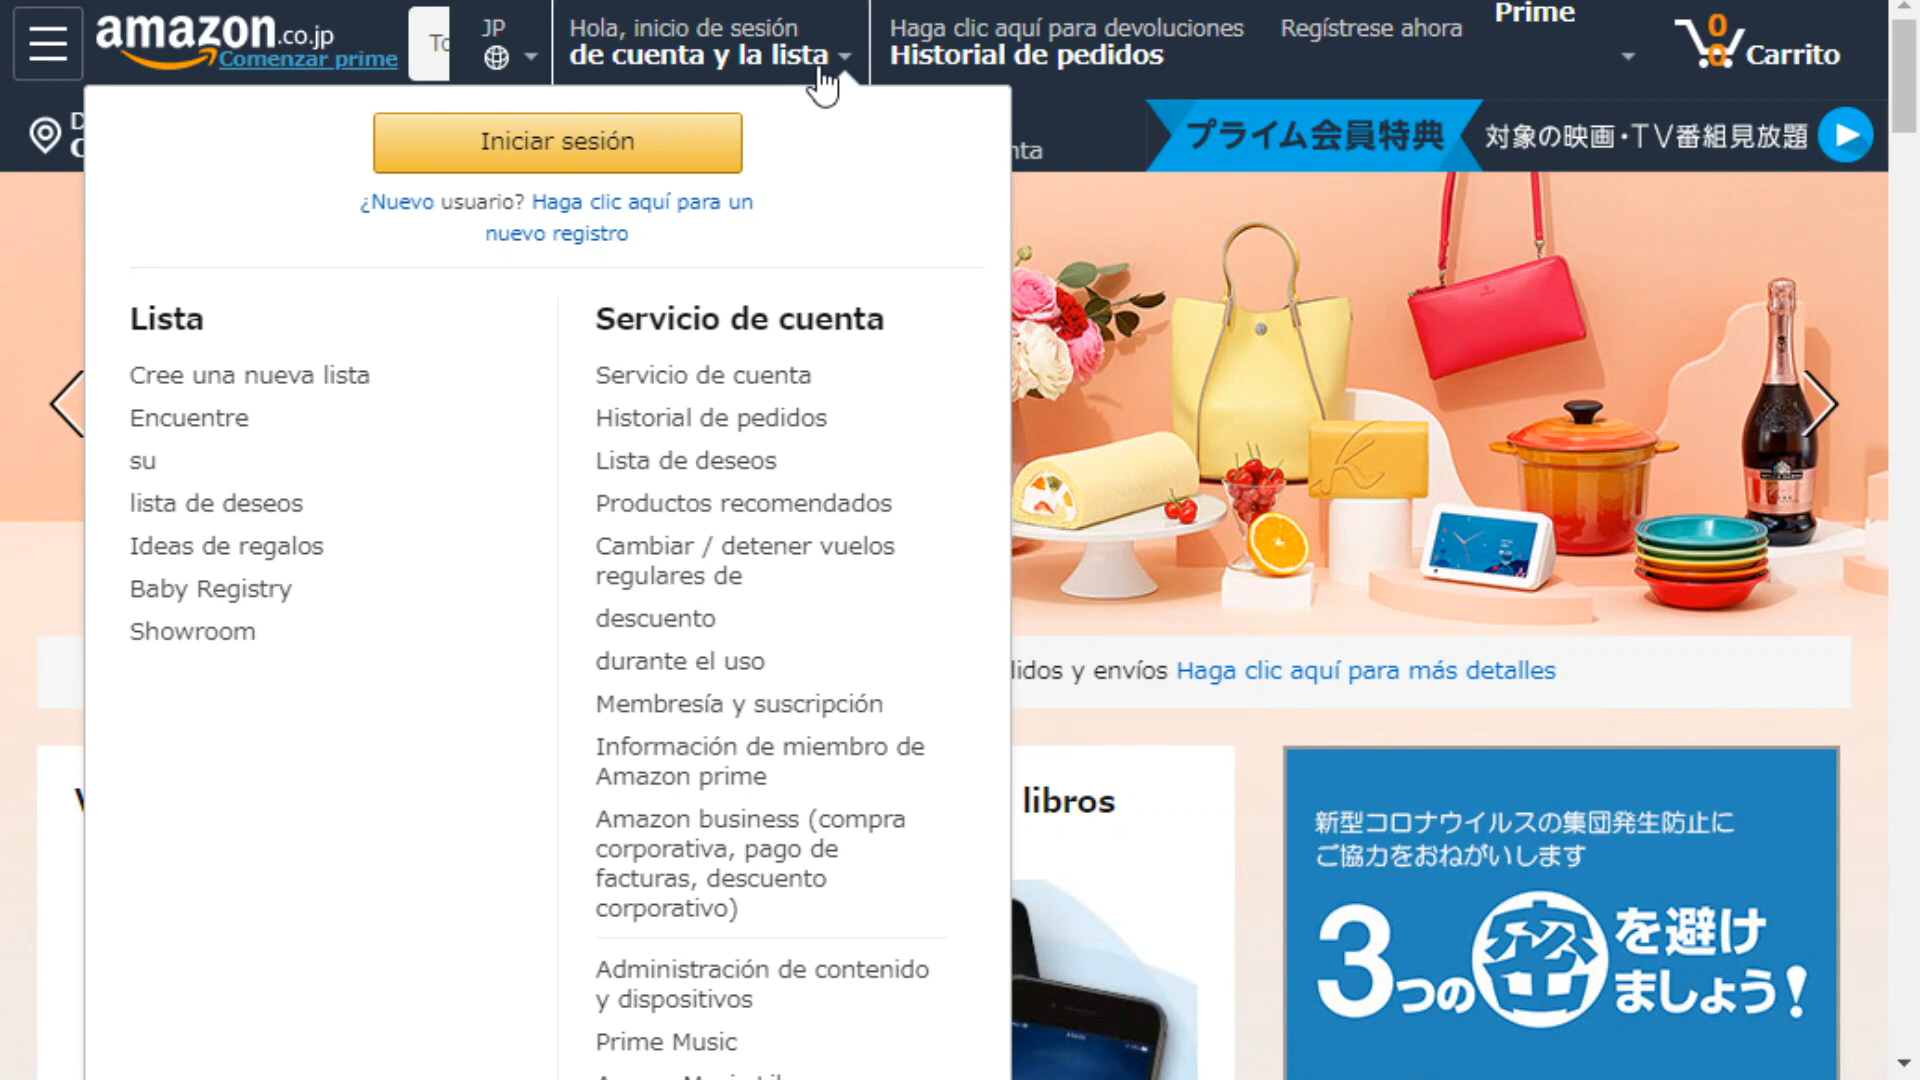 amazon.co.jp
Comenzar prime
JP
Hola, inicio de sesión
de cuenta y la lista
Haga clic aquí para devoluciones
Historial de pedidos
Regístrese ahora
Prime
0
0
Carrito
プライム会員特典
対象の映画・TV番組見放題
Iniciar sesión
¿Nuevo usuario? Haga clic aquí para un
nuevo registro
Lista
Cree una nueva lista
Encuentre
su
lista de deseos
Ideas de regalos
Baby Registry
Showroom
Servicio de cuenta
Servicio de cuenta
Historial de pedidos
Lista de deseos
Productos recomendados
Cambiar / detener vuelos
regulares de
descuento
durante el uso
Membresía y suscripción
Información de miembro de
Amazon prime
Amazon business (compra
corporativa, pago de
facturas, descuento
corporativo)
Administración de contenido
y dispositivos
Prime Music
y envíos Haga clic aquí para más detalles
libros
新型コロナウイルスの集団発生防止に
ご協力をおねがいします
3つの密を避け
ましょう!